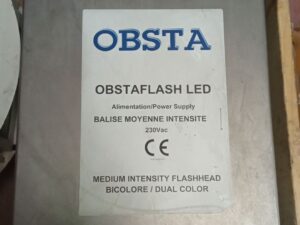 OBSTA
OBSTAFLASH LED
Alimentation/Power Supply
BALISE MOYENNE INTENSITE
230Vac
CE
MEDIUM INTENSITY FLASHHEAD
BICOLORE / DUAL COLOR